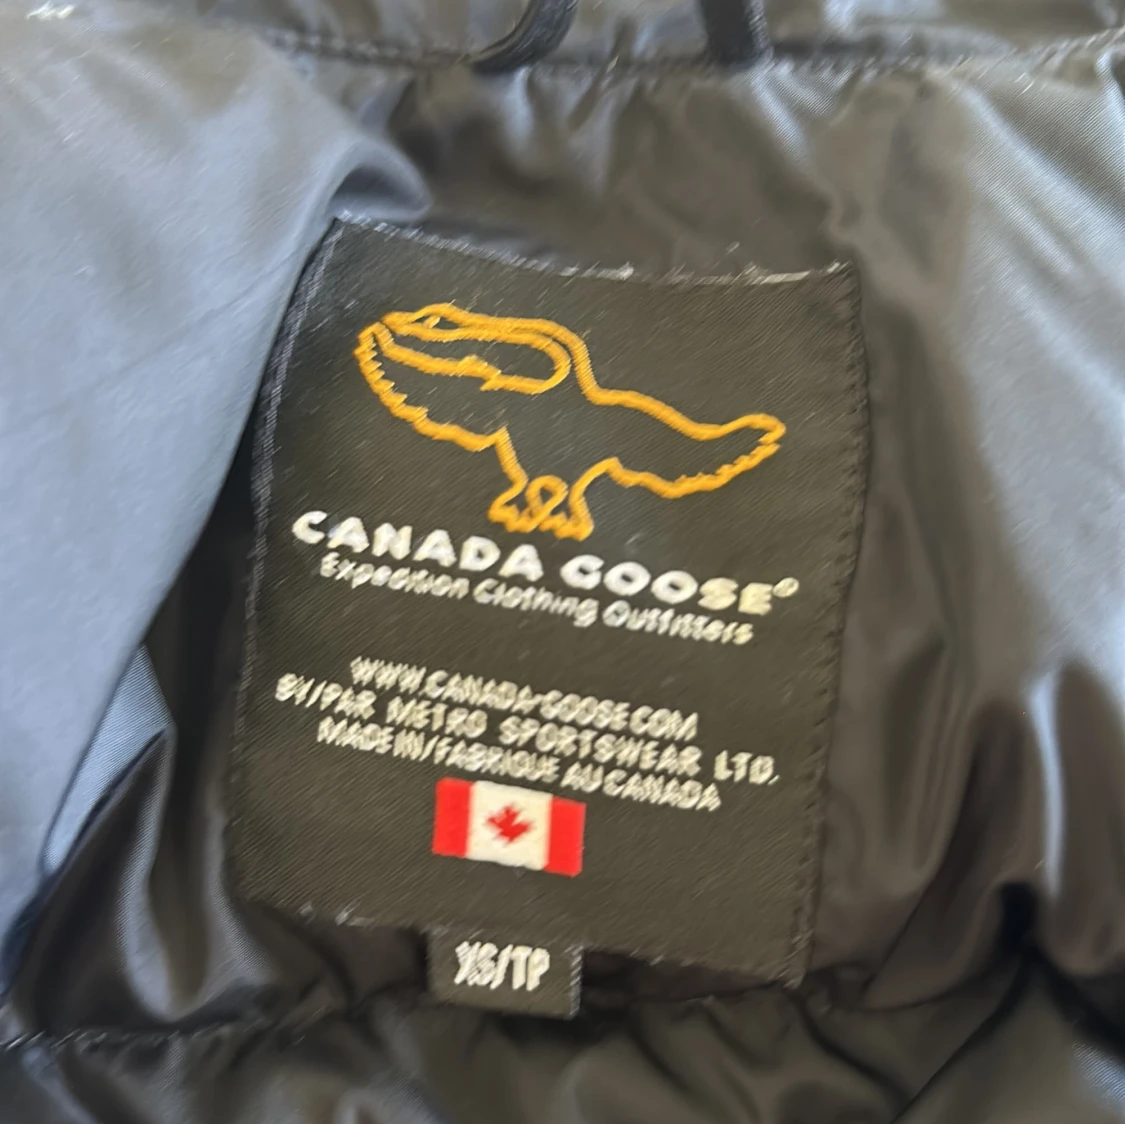 CANADA GOOSE®
Expedition Clothing Outfitters
WWW.CANADA-GOOSE.COM
BY/PAR METRO SPORTSWEAR LTD.
MADE IN/FABRIQUE AU CANADA
XS/TP